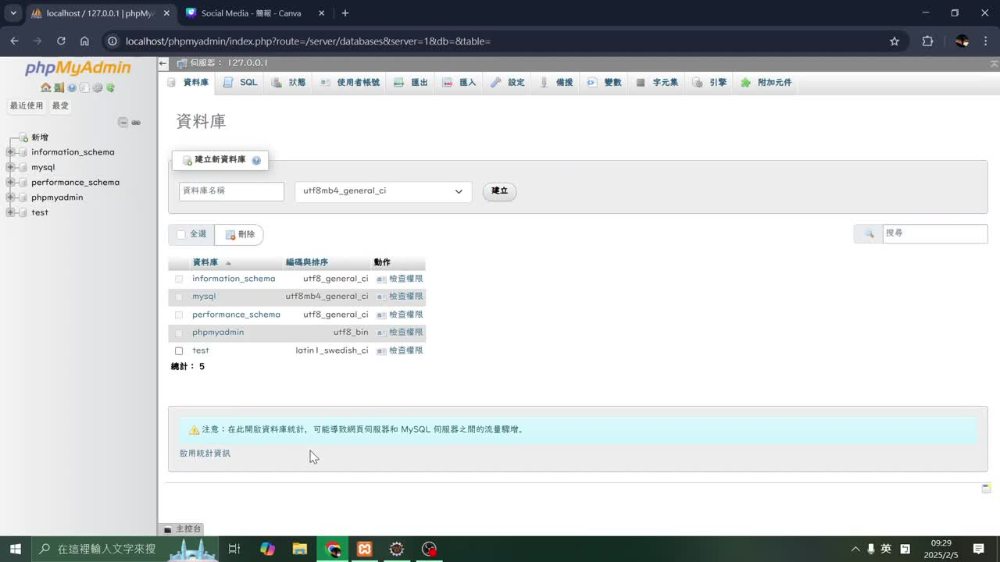 localhost / 127.0.0.1 | phpMyA
Social Media - 簡報 - Canva
localhost/phpmyadmin/index.php?route=/server/databases&server=1&db=&table=
phpMyAdmin
最近使用 最愛
新增
information_schema
mysql
performance_schema
phpmyadmin
test
伺服器： 127.0.0.1
資料庫 SQL 狀態 使用者帳號 匯出 匯入 設定 備援 變數 字元集 引擎 附加元件
資料庫
建立新資料庫
資料庫名稱 utf8mb4_general_ci 建立
全選 刪除 搜尋
資料庫 編碼與排序 動作
information_schema utf8_general_ci 檢查權限
mysql utf8mb4_general_ci 檢查權限
performance_schema utf8_general_ci 檢查權限
phpmyadmin utf8_bin 檢查權限
test latin1_swedish_ci 檢查權限
總計： 5
注意：在此開啟資料庫統計，可能導致網頁伺服器和 MySQL 伺服器之間的流量驟增。
啟用統計資訊
主控台
在這裡輸入文字來搜
英
09:29
2025/2/5